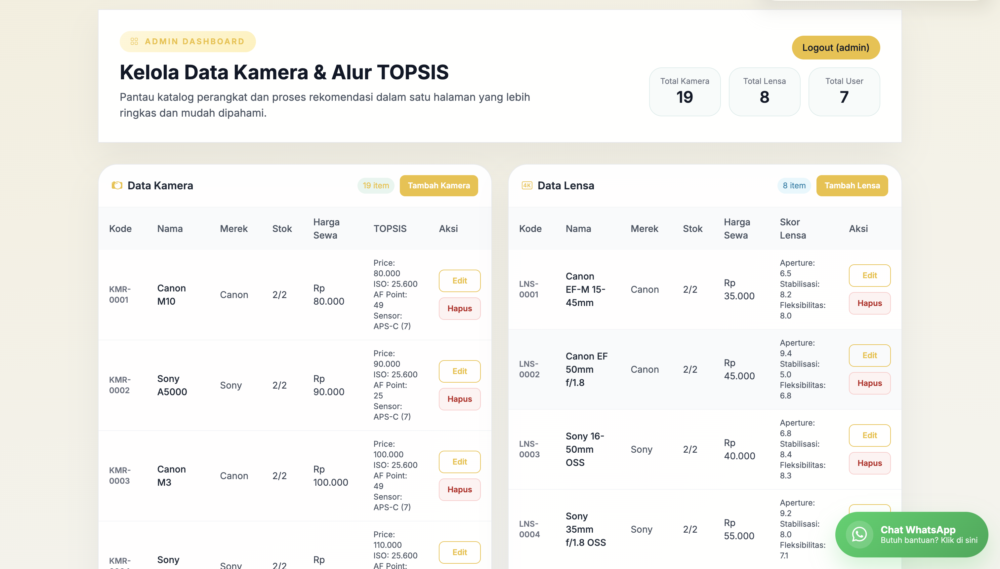 ADMIN DASHBOARD
Kelola Data Kamera & Alur TOPSIS
Pantau katalog perangkat dan proses rekomendasi dalam satu halaman yang lebih
ringkas dan mudah dipahami.
Logout (admin)
Total Kamera
19
Total Lensa
8
Total User
7
Data Kamera
19 item
Tambah Kamera
Kode
Nama
Merek
Stok
Harga
Sewa
TOPSIS
Aksi
KMR-
0001
Canon
M10
Canon
2/2
Rp
80.000
Price:
80.000
ISO: 25.600
AF Point:
49
Sensor:
APS-C (7)
Edit
Hapus
KMR-
0002
Sony
A5000
Sony
2/2
Rp
90.000
Price:
90.000
ISO: 25.600
AF Point:
25
Sensor:
APS-C (7)
Edit
Hapus
KMR-
0003
Canon
M3
Canon
2/2
Rp
100.000
Price:
100.000
ISO: 25.600
AF Point:
49
Sensor:
APS-C (7)
Edit
Hapus
KMR-
Sony
Sony
2/2
Rp
Price:
110.000
ISO: 25.600
AF Point:
Edit
4K
Data Lensa
8 item
Tambah Lensa
Kode
Nama
Merek
Stok
Harga
Sewa
Skor
Lensa
Aksi
LNS-
0001
Canon
EF-M 15-
45mm
Canon
2/2
Rp
35.000
Aperture:
6.5
Stabilisasi:
8.2
Fleksibilitas:
8.0
Edit
Hapus
LNS-
0002
Canon EF
50mm
f/1.8
Canon
2/2
Rp
45.000
Aperture:
9.4
Stabilisasi:
5.0
Fleksibilitas:
6.8
Edit
Hapus
LNS-
0003
Sony 16-
50mm
OSS
Sony
2/2
Rp
40.000
Aperture:
6.8
Stabilisasi:
8.4
Fleksibilitas:
8.3
Edit
Hapus
LNS-
0004
Sony
35mm
f/1.8 OSS
Sony
2/2
Rp
55.000
Aperture:
9.2
Stabilisasi:
8.0
Fleksibilitas:
7.1
Chat WhatsApp
Butuh bantuan? Klik di sini